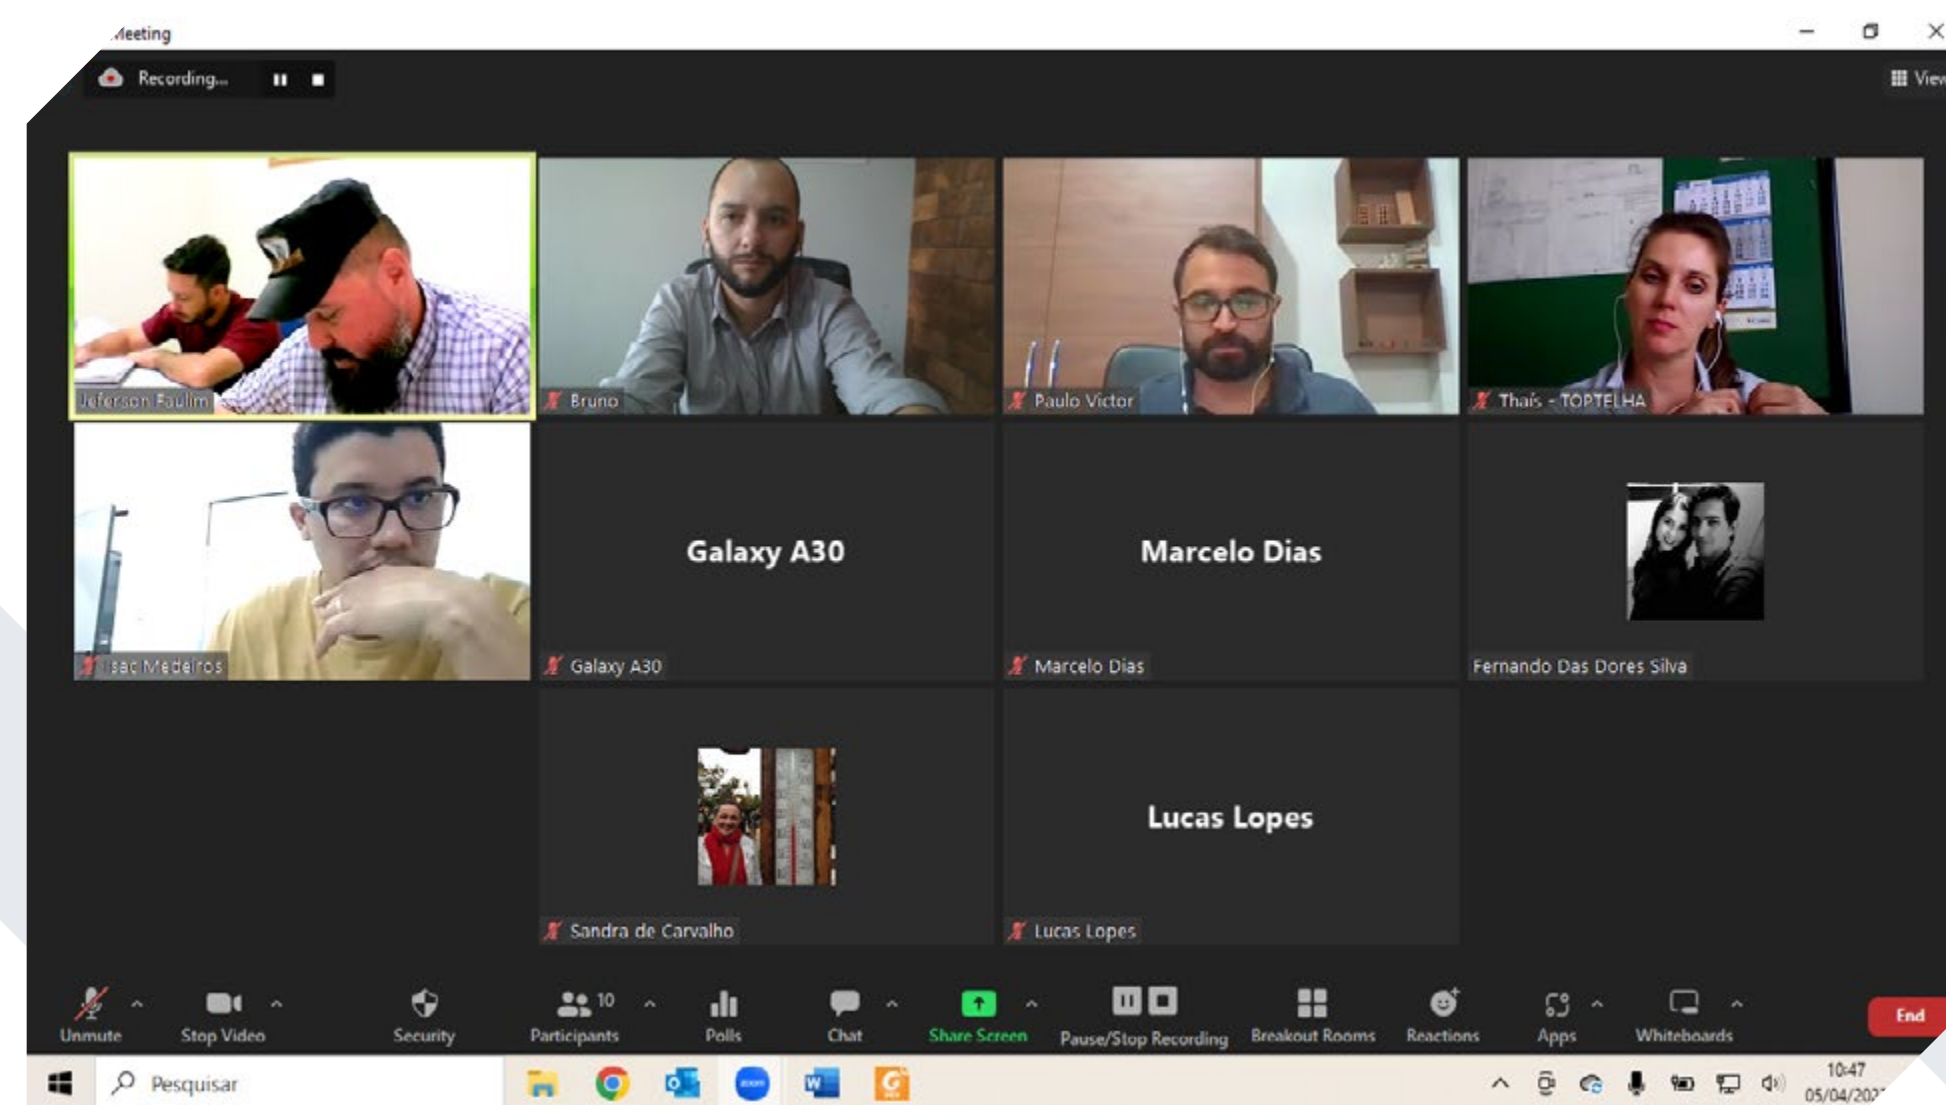 Meeting
Recording...
View
Jeferson Faulim
Bruno
Paulo Victor
Thaís - TOPTELHA
Isac Medeiros
Galaxy A30
Galaxy A30
Marcelo Dias
Marcelo Dias
Fernando Das Dores Silva
Sandra de Carvalho
Lucas Lopes
Lucas Lopes
10
Unmute
Stop Video
Security
Participants
Polls
Chat
Share Screen
Pause/Stop Recording
Breakout Rooms
Reactions
Apps
Whiteboards
End
Pesquisar
zoom
10:47
05/04/202